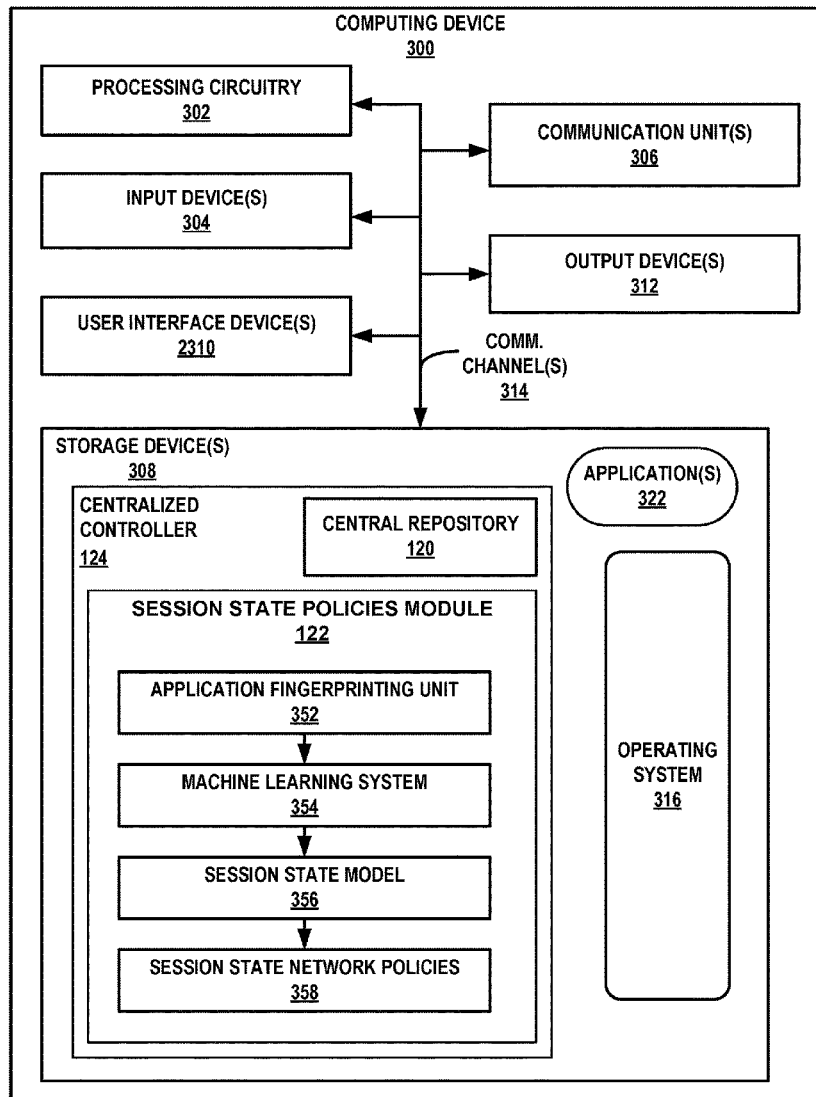 COMPUTING DEVICE
300
PROCESSING CIRCUITRY
302
COMMUNICATION UNIT(S)
306
INPUT DEVICE(S)
304
OUTPUT DEVICE(S)
312
USER INTERFACE DEVICE(S)
2310
COMM.
CHANNEL(S)
314
STORAGE DEVICE(S)
308
APPLICATION(S)
322
CENTRALIZED
CONTROLLER
124
CENTRAL REPOSITORY
120
SESSION STATE POLICIES MODULE
122
APPLICATION FINGERPRINTING UNIT
352
MACHINE LEARNING SYSTEM
354
SESSION STATE MODEL
356
SESSION STATE NETWORK POLICIES
358
OPERATING
SYSTEM
316